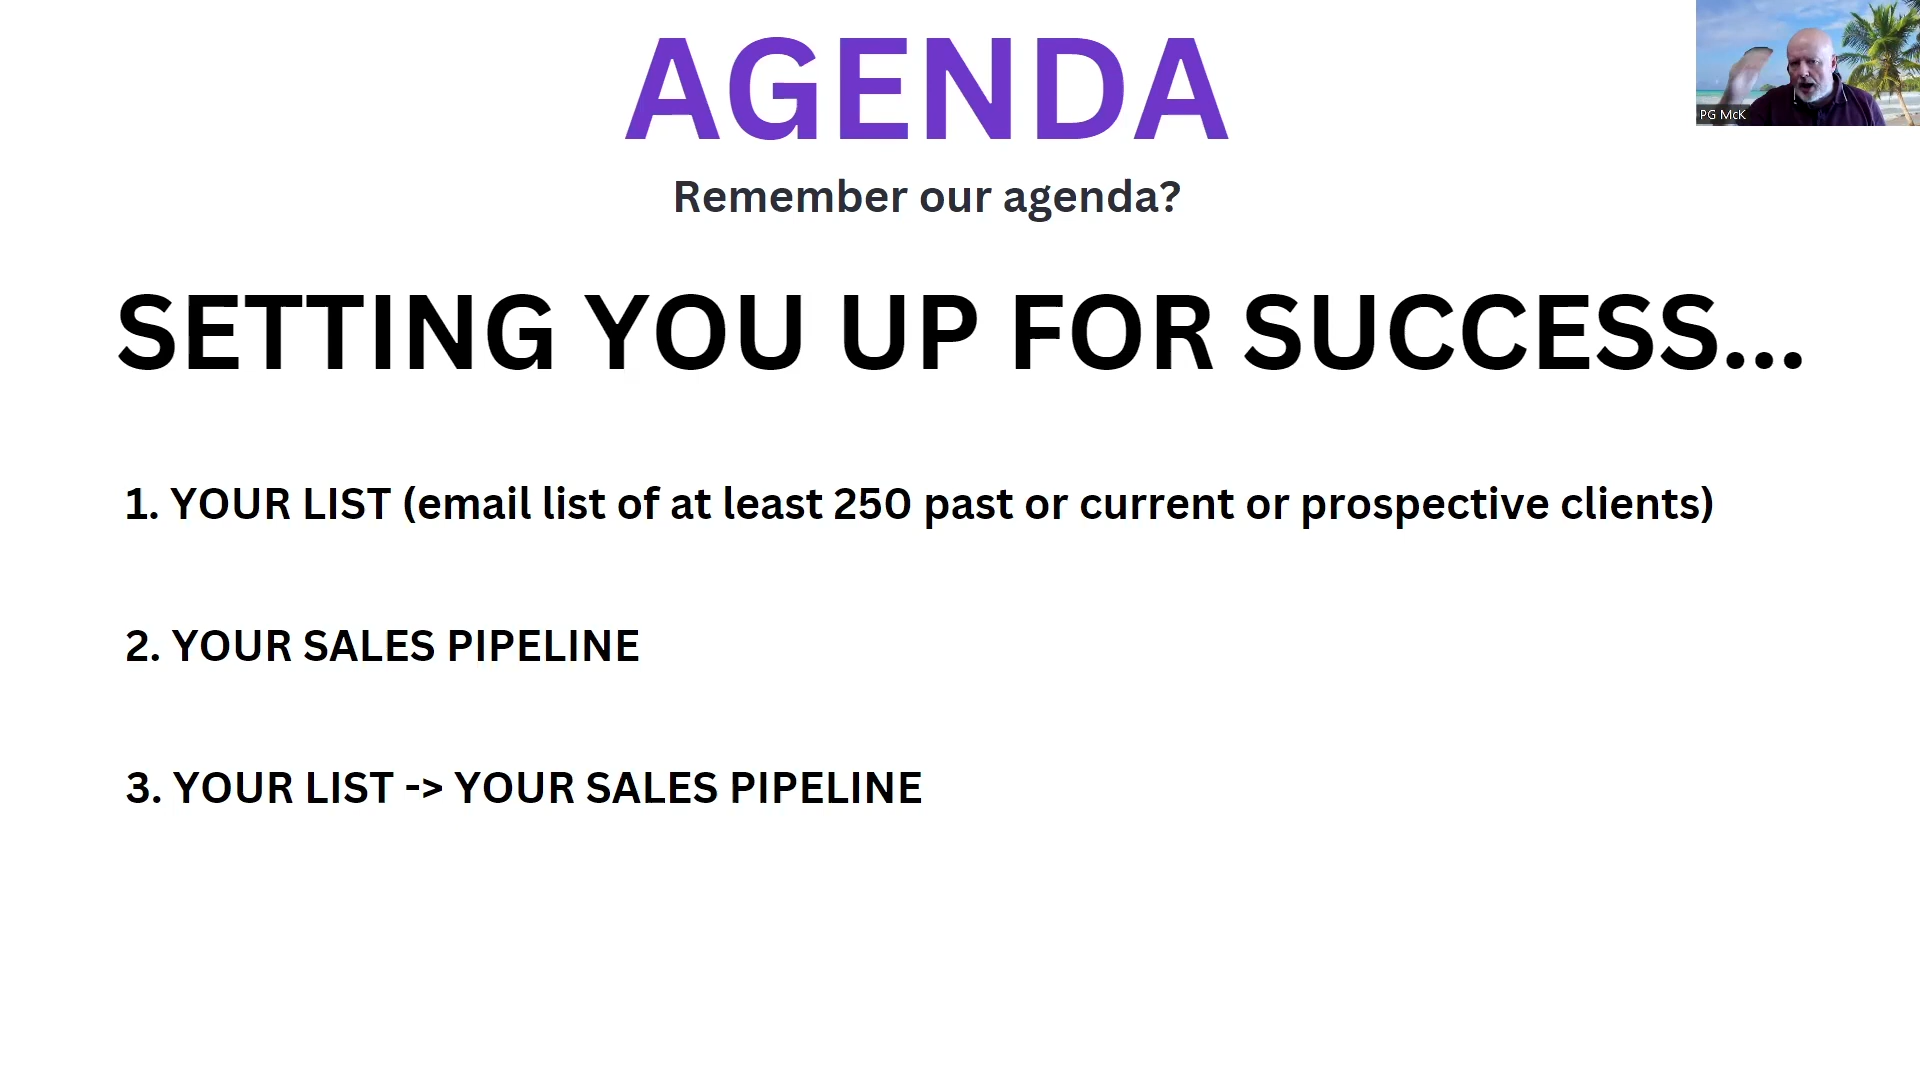 AGENDA
PG McK
Remember our agenda?
SETTING YOU UP FOR SUCCESS...
1. YOUR LIST (email list of at least 250 past or current or prospective clients)
2. YOUR SALES PIPELINE
3. YOUR LIST -> YOUR SALES PIPELINE